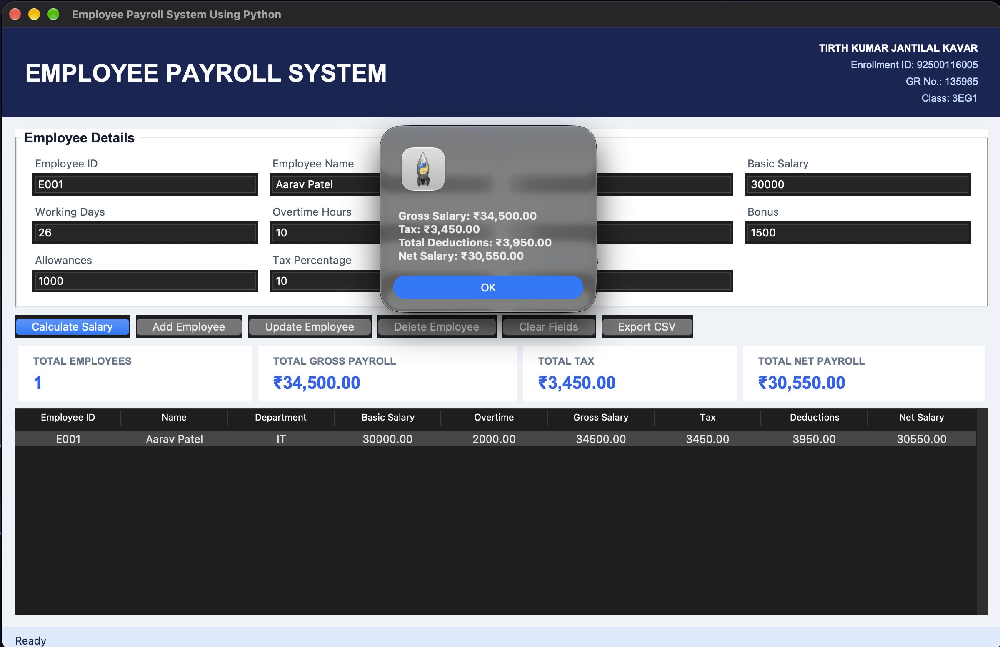 Employee Payroll System Using Python
EMPLOYEE PAYROLL SYSTEM
TIRTH KUMAR JANTILAL KAVAR
Enrollment ID: 92500116005
GR No.: 135965
Class: 3EG1
Employee Details
Employee ID
Employee Name
Basic Salary
E001
Aarav Patel
30000
Working Days
Overtime Hours
Bonus
26
10
1500
Allowances
Tax Percentage
1000
10
Gross Salary: ₹34,500.00
Tax: ₹3,450.00
Total Deductions: ₹3,950.00
Net Salary: ₹30,550.00
OK
Calculate Salary
Add Employee
Update Employee
Delete Employee
Clear Fields
Export CSV
TOTAL EMPLOYEES
1
TOTAL GROSS PAYROLL
₹34,500.00
TOTAL TAX
₹3,450.00
TOTAL NET PAYROLL
₹30,550.00
Employee ID Name Department Basic Salary Overtime Gross Salary Tax Deductions Net Salary
E001 Aarav Patel IT 30000.00 2000.00 34500.00 3450.00 3950.00 30550.00
Ready